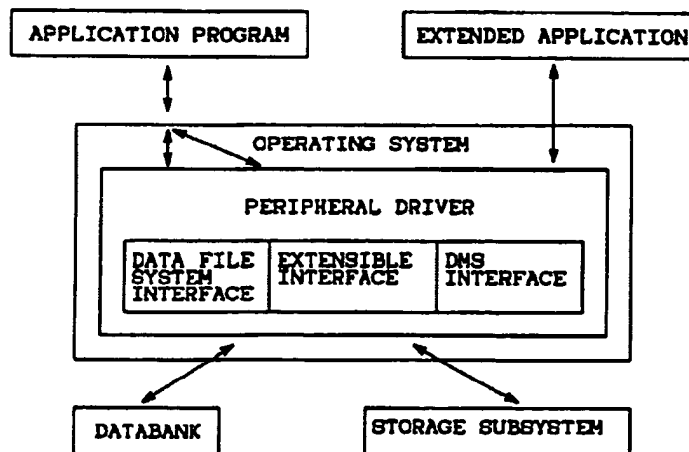 APPLICATION PROGRAM
EXTENDED APPLICATION
OPERATING SYSTEM
PERIPHERAL DRIVER
DATA FILE
SYSTEM
INTERFACE
EXTENSIBLE
INTERFACE
DMS
INTERFACE
DATABANK
STORAGE SUBSYSTEM